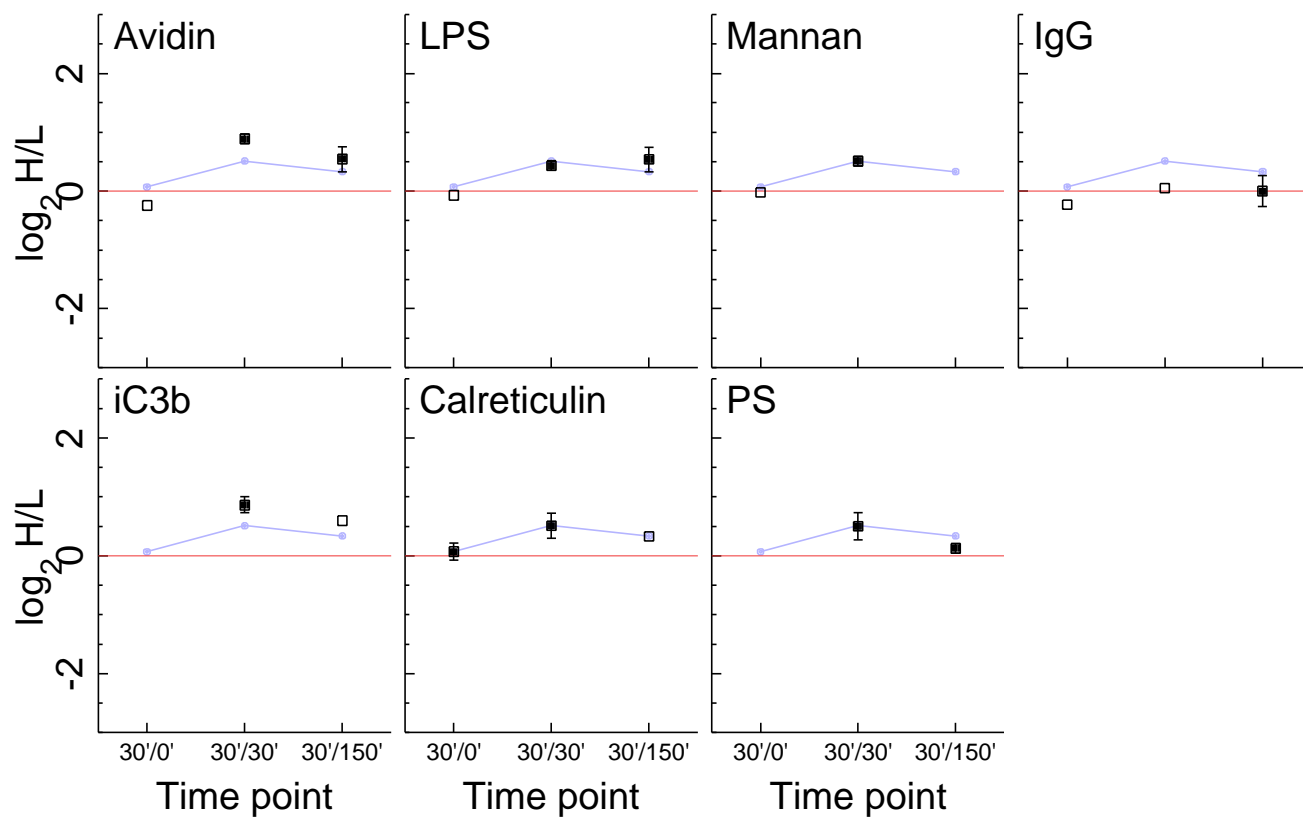 Avidin LPS Mannan IgG
2
0
-2
log₂ H/L
iC3b Calreticulin PS
2
0
-2
log₂ H/L
30'/0' 30'/30' 30'/150' 30'/0' 30'/30' 30'/150' 30'/0' 30'/30' 30'/150'
Time point Time point Time point